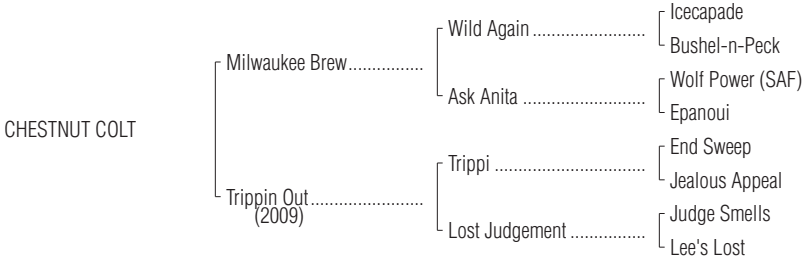 Icecapade
Wild Again ........................
Bushel-n-Peck
Milwaukee Brew................
Wolf Power (SAF)
Ask Anita ..........................
Epanoui
CHESTNUT COLT
End Sweep
Trippi ................................
Jealous Appeal
Trippin Out ........................
(2009)
Judge Smells
Lost Judgement ................
Lee's Lost